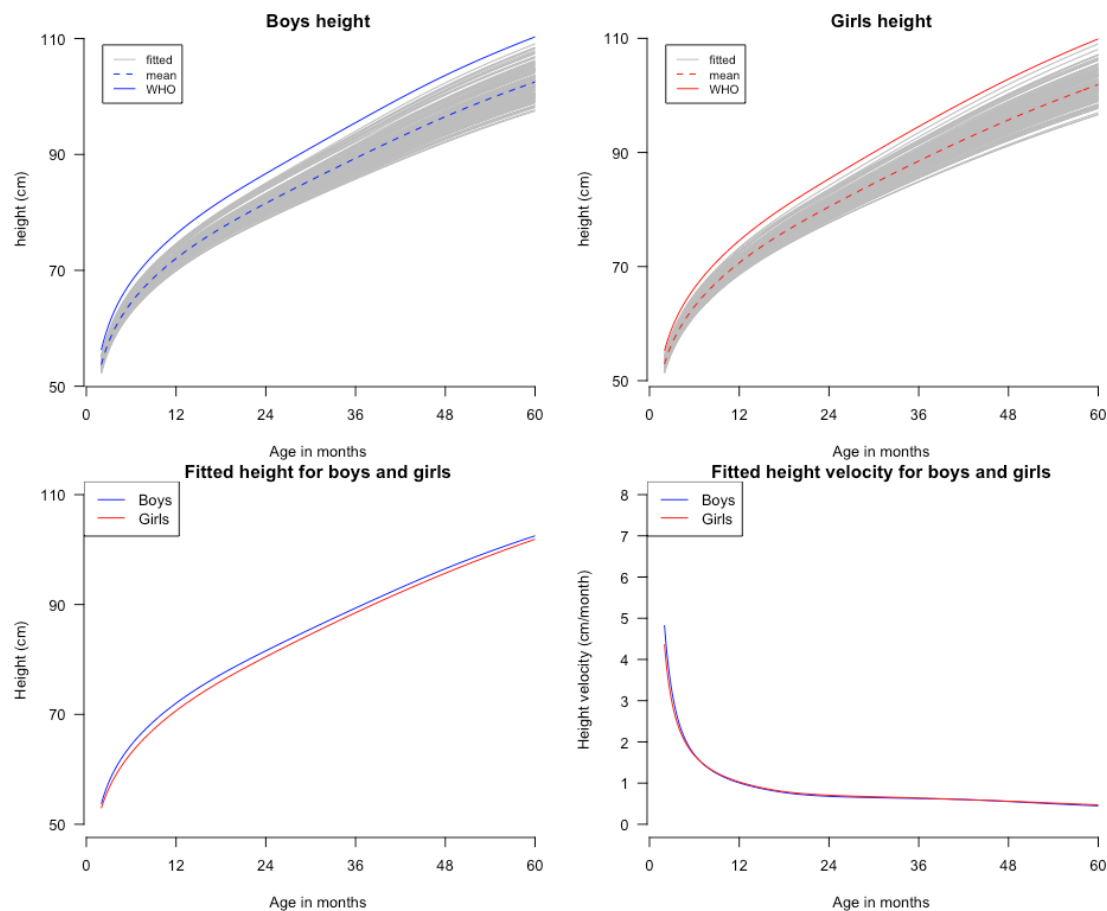 Boys height
fitted
mean
WHO
height (cm)
110
90
70
50
0 12 24 36 48 60
Age in months
Girls height
fitted
mean
WHO
height (cm)
110
90
70
50
0 12 24 36 48 60
Age in months
Fitted height for boys and girls
Boys
Girls
Height (cm)
110
90
70
50
0 12 24 36 48 60
Age in months
Fitted height velocity for boys and girls
Boys
Girls
Height velocity (cm/month)
8
7
6
5
4
3
2
1
0
0 12 24 36 48 60
Age in months